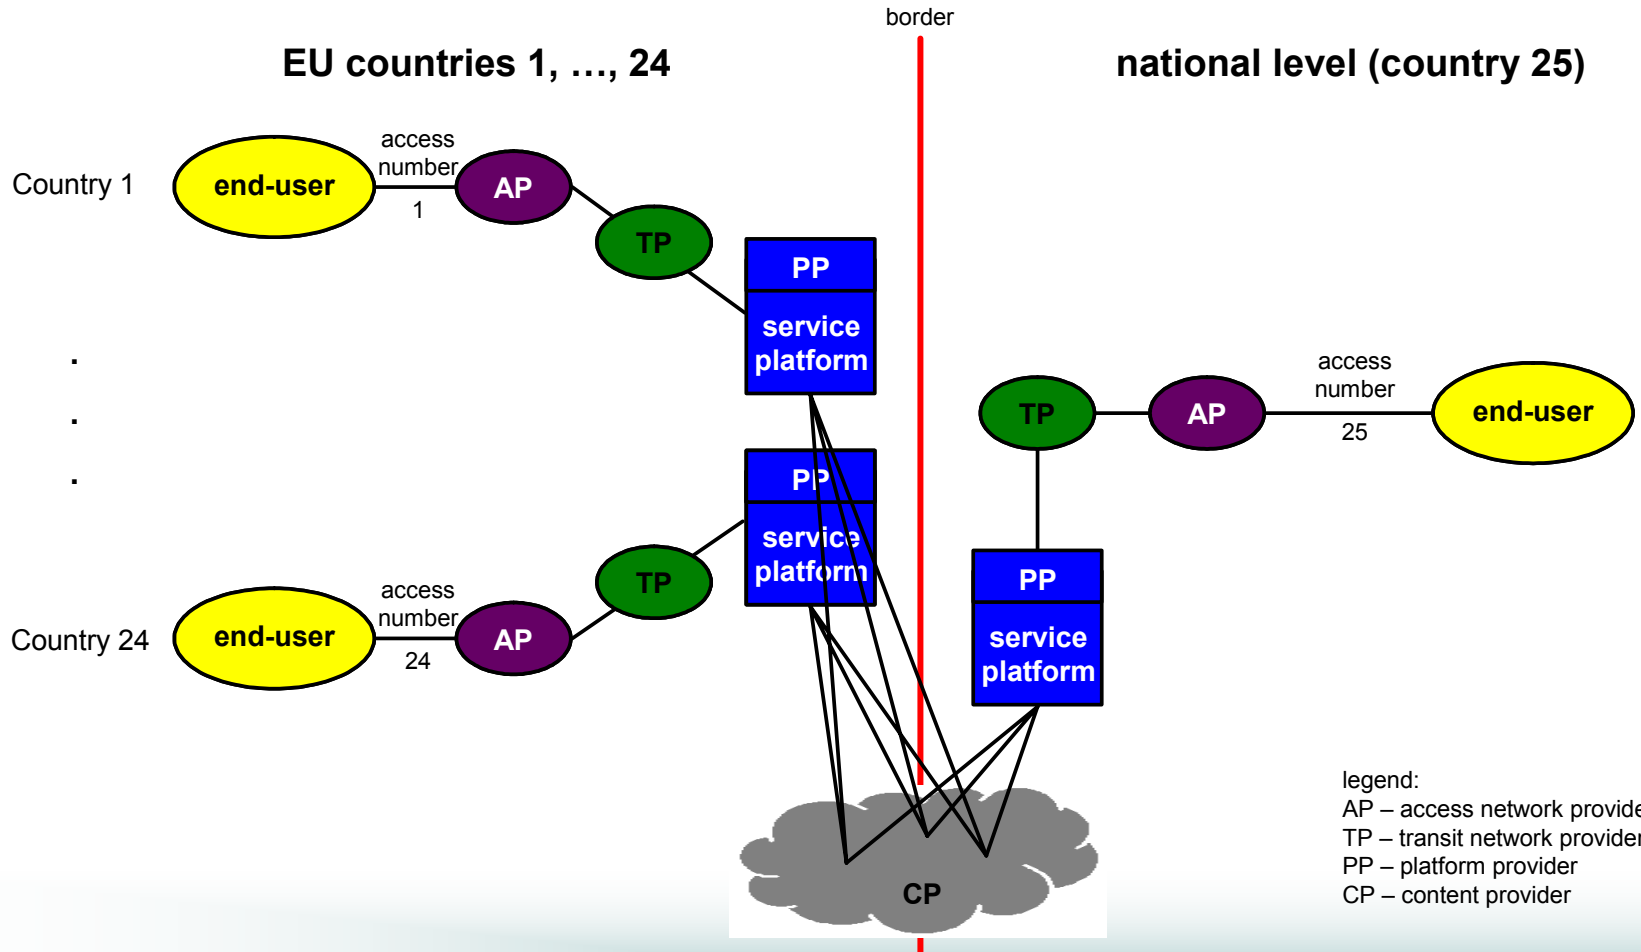 border
EU countries 1, …, 24
national level (country 25)
Country 1
end-user
access
number
1
AP
TP
PP
service
platform
.
.
.
PP
service
platform
Country 24
end-user
access
number
24
AP
TP
TP
AP
access
number
25
end-user
PP
service
platform
CP
legend:
AP – access network provide
TP – transit network provider
PP – platform provider
CP – content provider